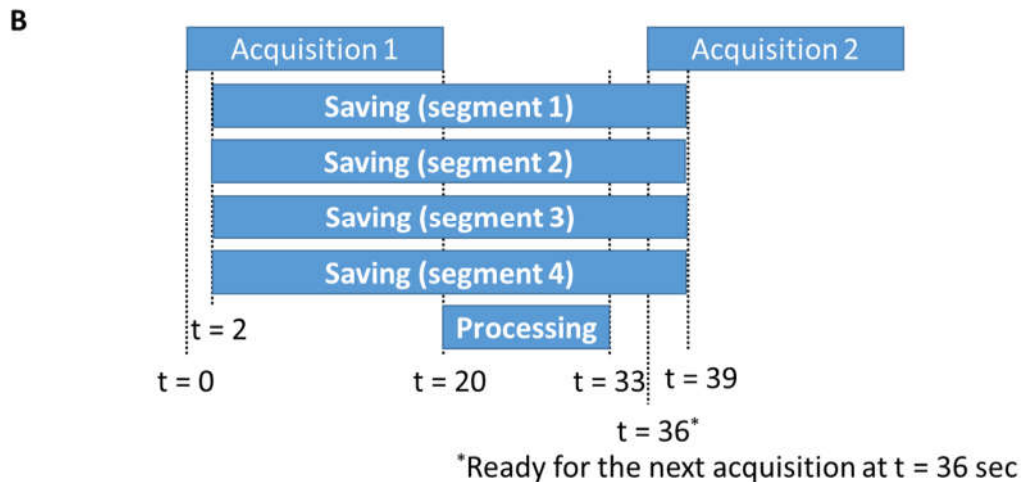 B
Acquisition 1 Acquisition 2
Saving (segment 1)
Saving (segment 2)
Saving (segment 3)
Saving (segment 4)
Processing
t = 2
t = 0 t = 20 t = 33 t = 39
t = 36*
*Ready for the next acquisition at t = 36 sec